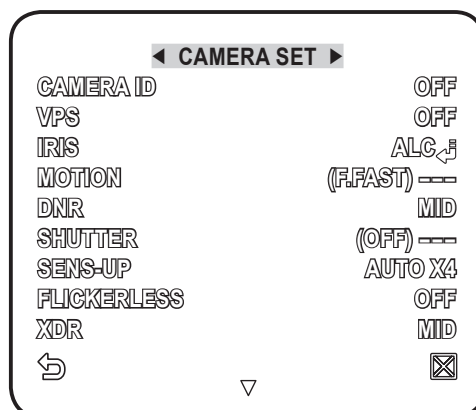 ◀ CAMERA SET ▶
CAMERA ID OFF
VPS OFF
IRIS ALC
MOTION (F.FAST) ---
DNR MID
SHUTTER (OFF) ---
SENS-UP AUTO X4
FLICKERLESS OFF
XDR MID